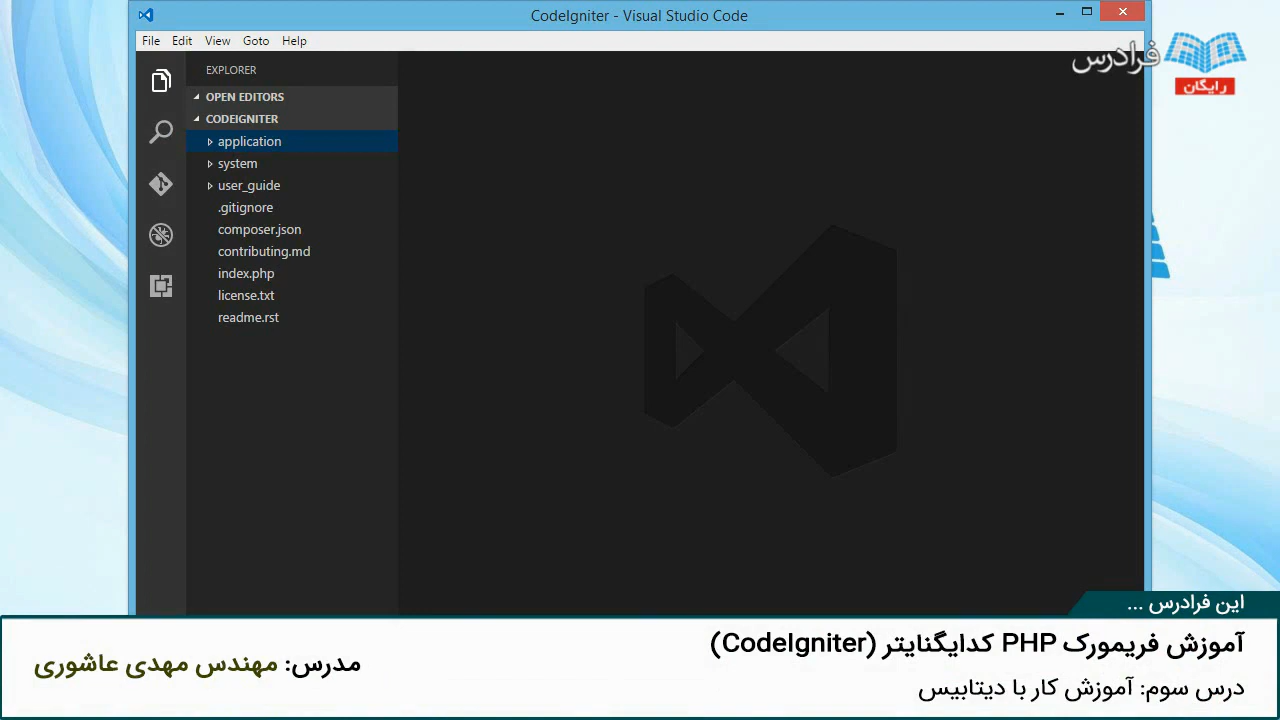 CodeIgniter - Visual Studio Code
File Edit View Goto Help
فرادرس
رایگان
EXPLORER
OPEN EDITORS
CODEIGNITER
application
system
user_guide
.gitignore
composer.json
contributing.md
index.php
license.txt
readme.rst
این فرادرس ...
آموزش فریمورک PHP کدایگنایتر (CodeIgniter)
مدرس: مهندس مهدی عاشوری
درس سوم: آموزش کار با دیتابیس